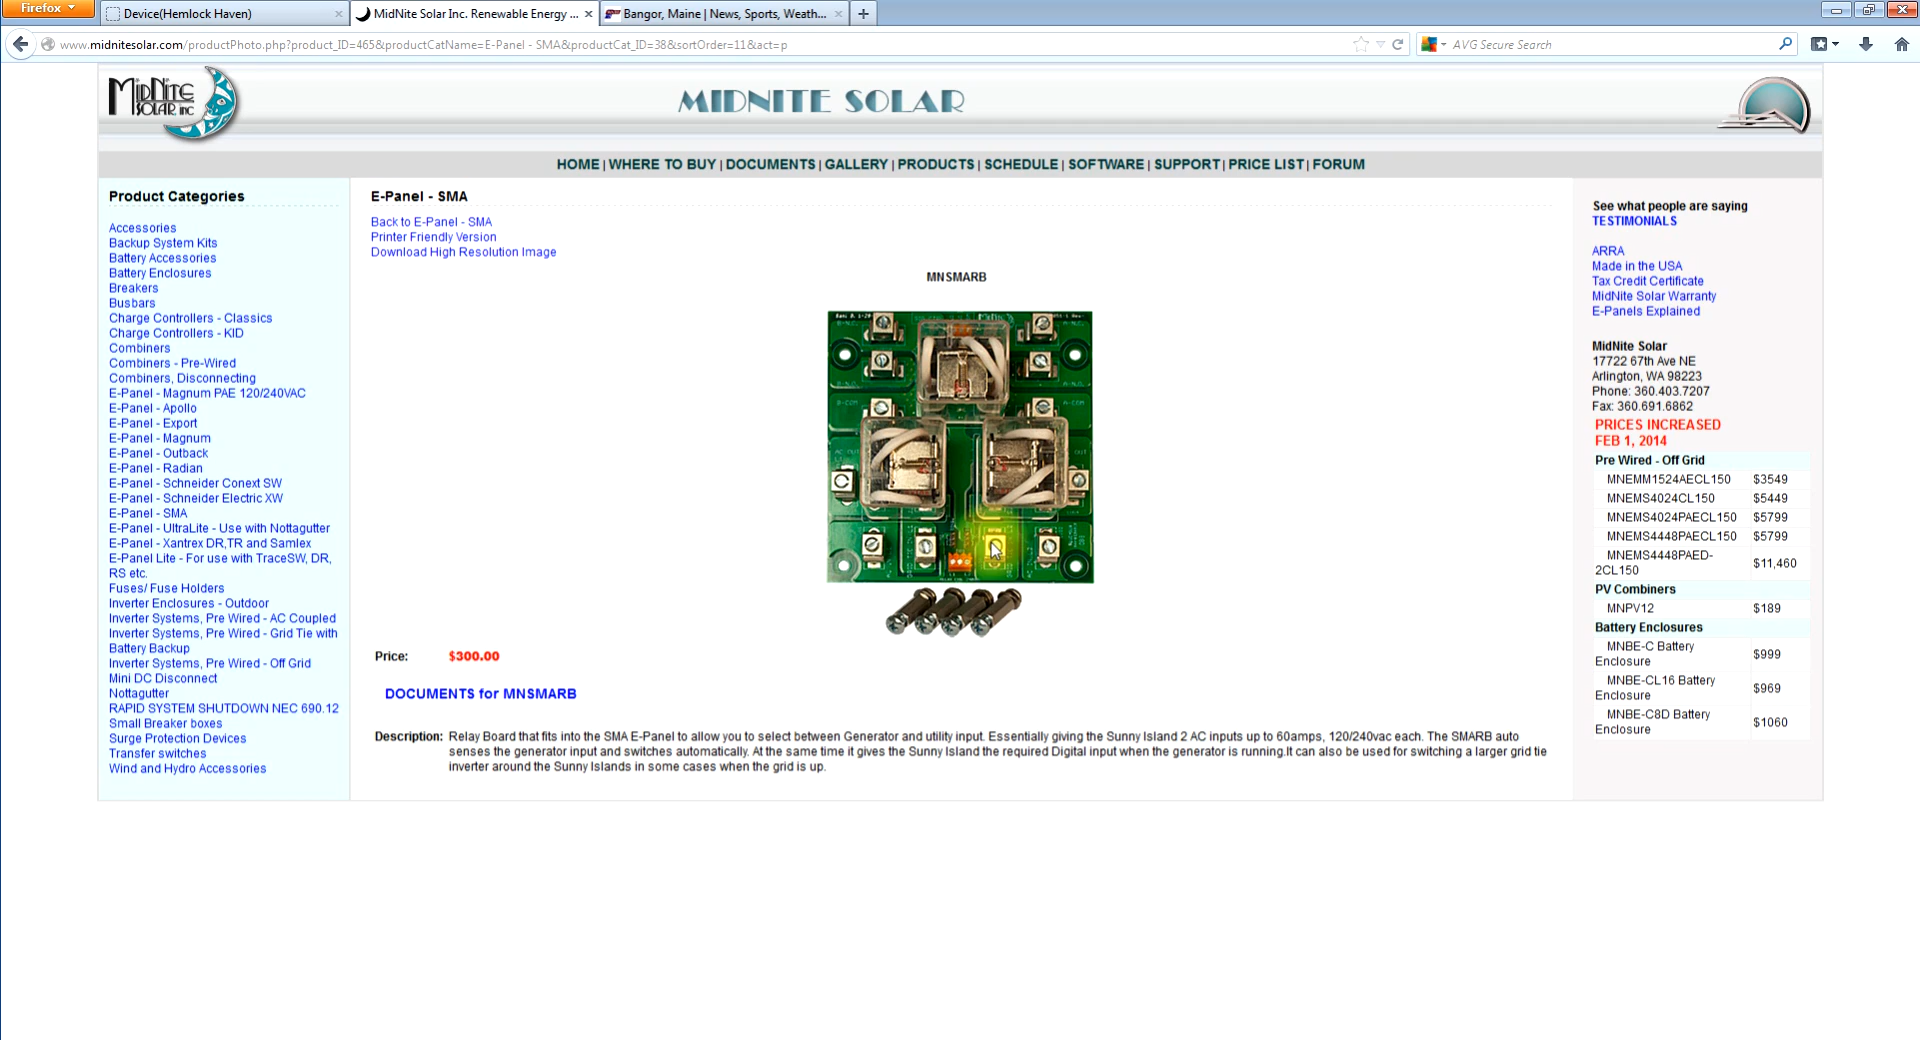 Firefox
Device(Hemlock Haven)
MidNite Solar Inc. Renewable Energy ...
Bangor, Maine | News, Sports, Weath...
www.midnitesolar.com/productPhoto.php?product_ID=465&productCatName=E-Panel - SMA&productCat_ID=38&sortOrder=11&act=p
AVG Secure Search
MIDNITE SOLAR, INC
MIDNITE SOLAR
HOME | WHERE TO BUY | DOCUMENTS | GALLERY | PRODUCTS | SCHEDULE | SOFTWARE | SUPPORT | PRICE LIST | FORUM
Product Categories
Accessories
Backup System Kits
Battery Accessories
Battery Enclosures
Breakers
Busbars
Charge Controllers - Classics
Charge Controllers - KID
Combiners
Combiners - Pre-Wired
Combiners, Disconnecting
E-Panel - Magnum PAE 120/240VAC
E-Panel - Apollo
E-Panel - Export
E-Panel - Magnum
E-Panel - Outback
E-Panel - Radian
E-Panel - Schneider Conext SW
E-Panel - Schneider Electric XW
E-Panel - SMA
E-Panel - UltraLite - Use with Nottagutter
E-Panel - Xantrex DR,TR and Samlex
E-Panel Lite - For use with TraceSW, DR,
RS etc.
Fuses/ Fuse Holders
Inverter Enclosures - Outdoor
Inverter Systems, Pre Wired - AC Coupled
Inverter Systems, Pre Wired - Grid Tie with
Battery Backup
Inverter Systems, Pre Wired - Off Grid
Mini DC Disconnect
Nottagutter
RAPID SYSTEM SHUTDOWN NEC 690.12
Small Breaker boxes
Surge Protection Devices
Transfer switches
Wind and Hydro Accessories
E-Panel - SMA
Back to E-Panel - SMA
Printer Friendly Version
Download High Resolution Image
MNSMARB
Price: $300.00
DOCUMENTS for MNSMARB
Description: Relay Board that fits into the SMA E-Panel to allow you to select between Generator and utility input. Essentially giving the Sunny Island 2 AC inputs up to 60amps, 120/240vac each. The SMARB auto
senses the generator input and switches automatically. At the same time it gives the Sunny Island the required Digital input when the generator is running.It can also be used for switching a larger grid tie
inverter around the Sunny Islands in some cases when the grid is up.
See what people are saying
TESTIMONIALS
ARRA
Made in the USA
Tax Credit Certificate
MidNite Solar Warranty
E-Panels Explained
MidNite Solar
17722 67th Ave NE
Arlington, WA 98223
Phone: 360.403.7207
Fax: 360.691.6862
PRICES INCREASED
FEB 1, 2014
Pre Wired - Off Grid
MNEMM1524AECL150 $3549
MNEMS4024CL150 $5449
MNEMS4024PAECL150 $5799
MNEMS4448PAECL150 $5799
MNEMS4448PAED-
2CL150 $11,460
PV Combiners
MNPV12 $189
Battery Enclosures
MNBE-C Battery
Enclosure $999
MNBE-CL16 Battery
Enclosure $969
MNBE-C8D Battery
Enclosure $1060